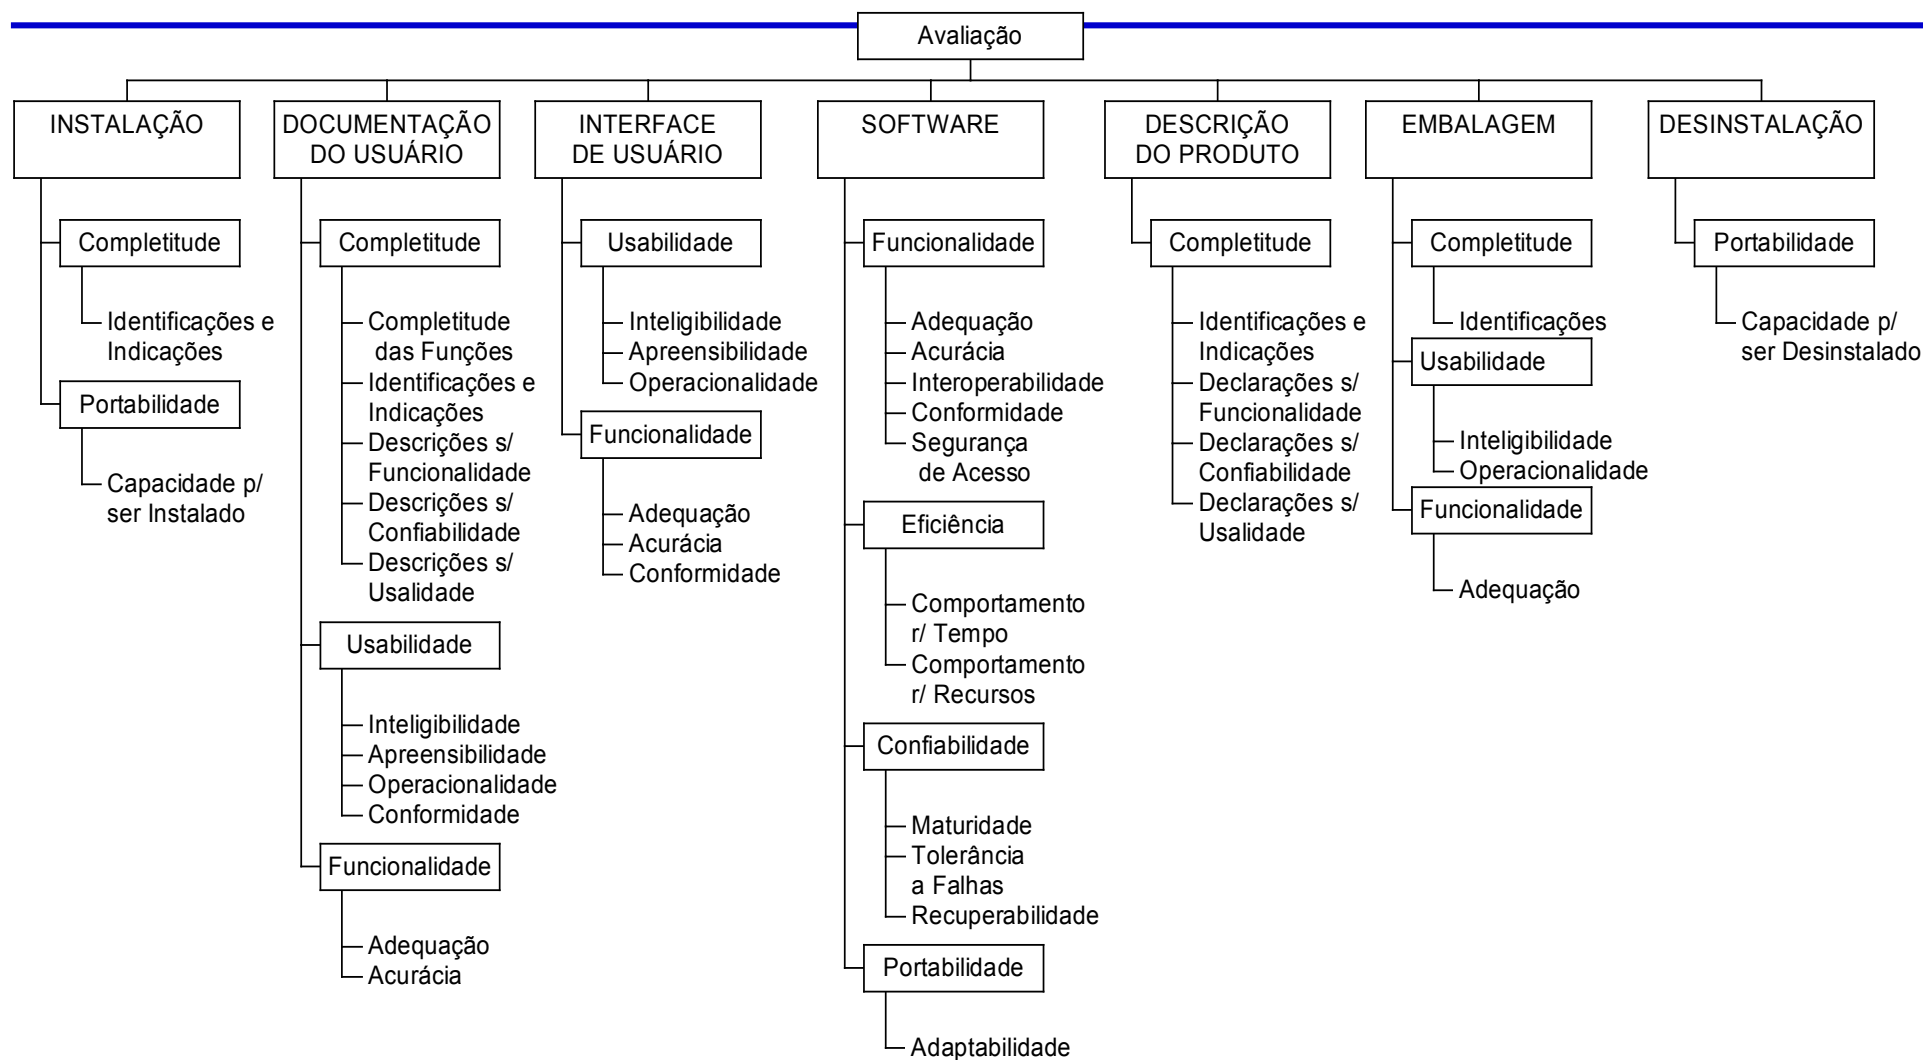 Avaliação
INSTALAÇÃO
Completitude
Identificações e
Indicações
Portabilidade
Capacidade p/
ser Instalado
DOCUMENTAÇÃO
DO USUÁRIO
Completitude
Completitude
das Funções
Identificações e
Indicações
Descrições s/
Funcionalidade
Descrições s/
Confiabilidade
Descrições s/
Usalidade
Usabilidade
Inteligibilidade
Apreensibilidade
Operacionalidade
Conformidade
Funcionalidade
Adequação
Acurácia
INTERFACE
DE USUÁRIO
Usabilidade
Inteligibilidade
Apreensibilidade
Operacionalidade
Funcionalidade
Adequação
Acurácia
Conformidade
SOFTWARE
Funcionalidade
Adequação
Acurácia
Interoperabilidade
Conformidade
Segurança
de Acesso
Eficiência
Comportamento
r/ Tempo
Comportamento
r/ Recursos
Confiabilidade
Maturidade
Tolerância
a Falhas
Recuperabilidade
Portabilidade
Adaptabilidade
DESCRIÇÃO
DO PRODUTO
Completitude
Identificações e
Indicações
Declarações s/
Funcionalidade
Declarações s/
Confiabilidade
Declarações s/
Usalidade
EMBALAGEM
Completitude
Identificações
Usabilidade
Inteligibilidade
Operacionalidade
Funcionalidade
Adequação
DESINSTALAÇÃO
Portabilidade
Capacidade p/
ser Desinstalado